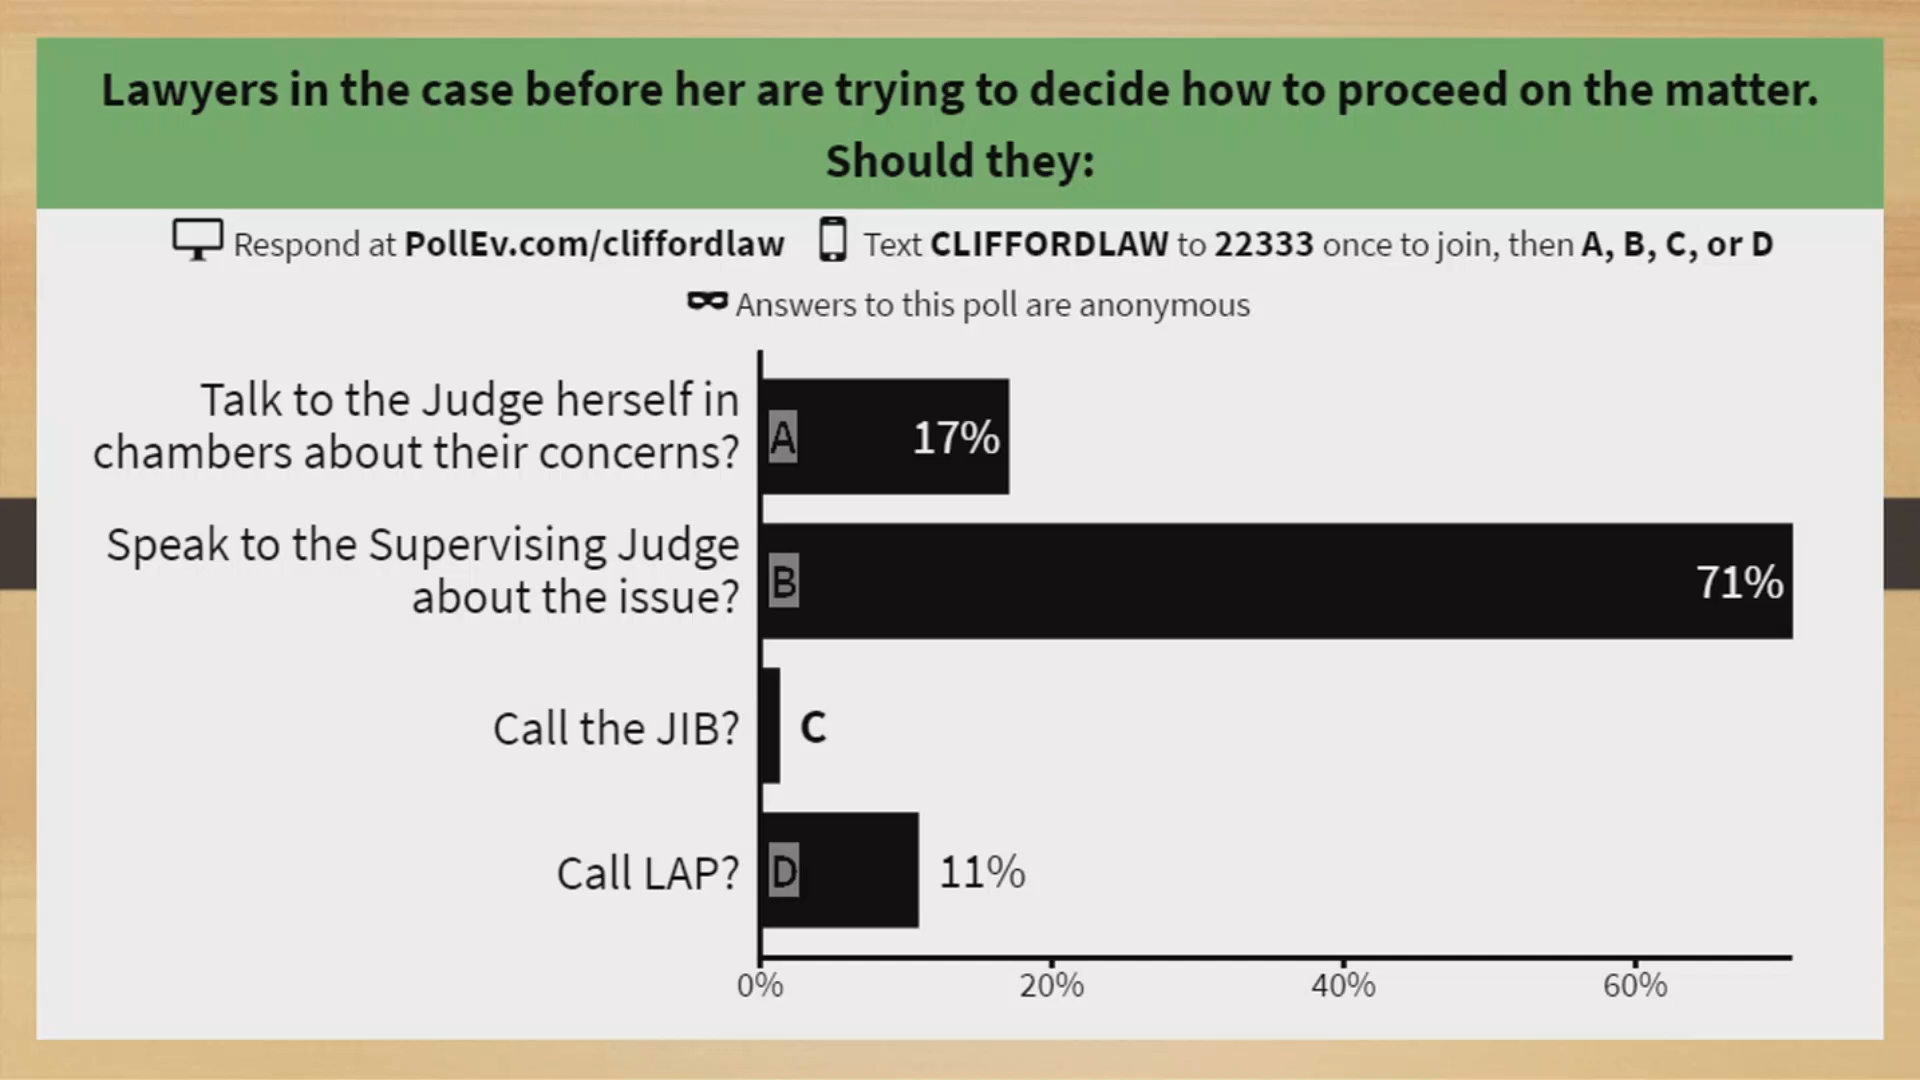 Lawyers in the case before her are trying to decide how to proceed on the matter.
Should they:
Respond at PollEv.com/cliffordlaw Text CLIFFORDLAW to 22333 once to join, then A, B, C, or D
Answers to this poll are anonymous
Talk to the Judge herself in
chambers about their concerns?
A 17%
Speak to the Supervising Judge
about the issue?
B 71%
Call the JIB? C
Call LAP? D 11%
0% 20% 40% 60%